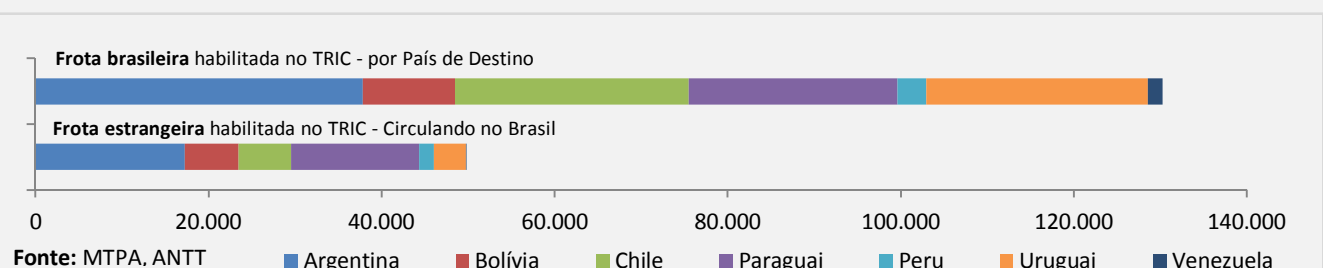 Frota brasileira habilitada no TRIC - por País de Destino
Frota estrangeira habilitada no TRIC - Circulando no Brasil
0 20.000 40.000 60.000 80.000 100.000 120.000 140.000
Fonte: MTPA, ANTT Argentina Bolívia Chile Paraguai Peru Uruguai Venezuela